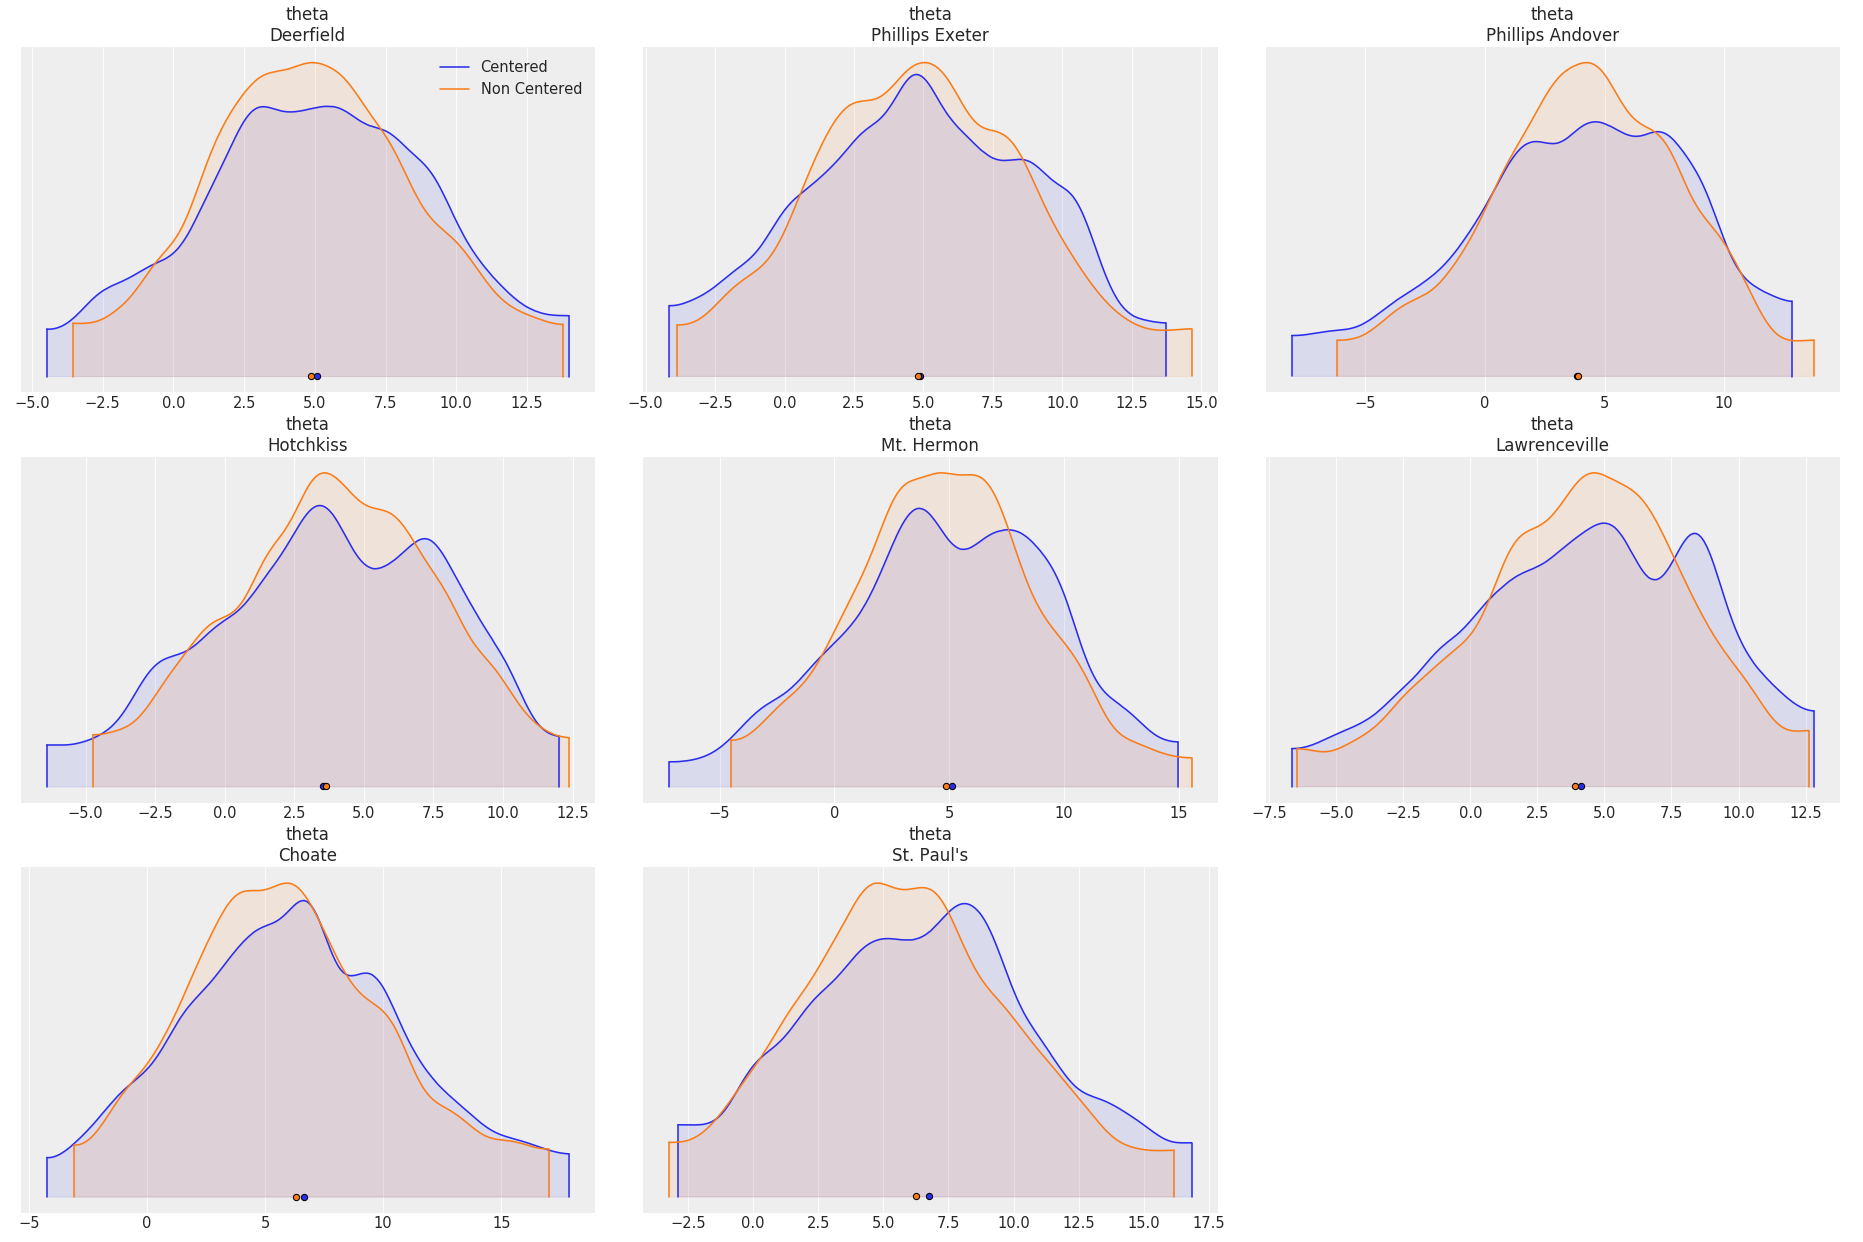 theta
Deerfield
Centered
Non Centered
−5.0 −2.5 0.0 2.5 5.0 7.5 10.0 12.5
theta
Phillips Exeter
−5.0 −2.5 0.0 2.5 5.0 7.5 10.0 12.5 15.0
theta
Phillips Andover
−5 0 5 10
theta
Hotchkiss
−5.0 −2.5 0.0 2.5 5.0 7.5 10.0 12.5
theta
Mt. Hermon
−5 0 5 10 15
theta
Lawrenceville
−7.5 −5.0 −2.5 0.0 2.5 5.0 7.5 10.0 12.5
theta
Choate
−5 0 5 10 15
theta
St. Paul's
−2.5 0.0 2.5 5.0 7.5 10.0 12.5 15.0 17.5